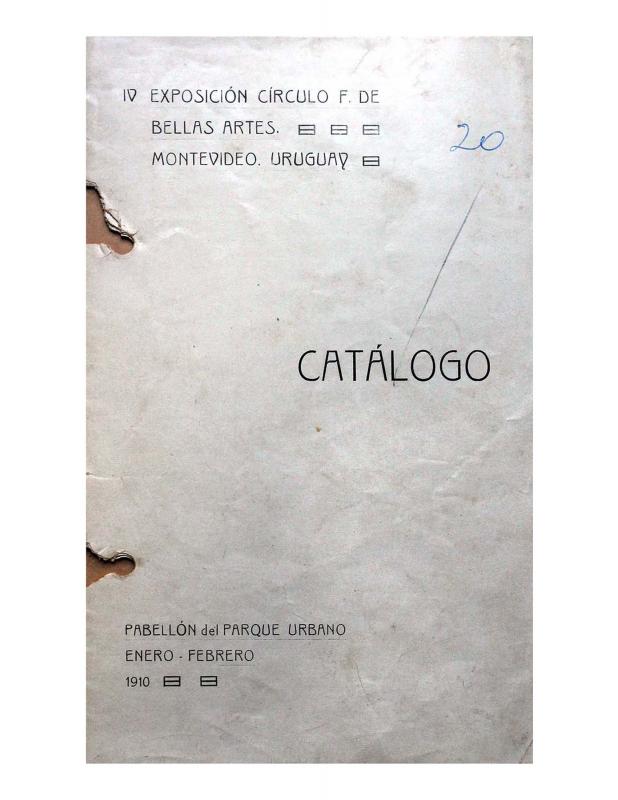 IV EXPOSICIÓN CÍRCULO F. DE
BELLAS ARTES.
MONTEVIDEO. URUGUAY
20
CATÁLOGO
PABELLÓN del PARQUE URBANO
ENERO - FEBRERO
1910